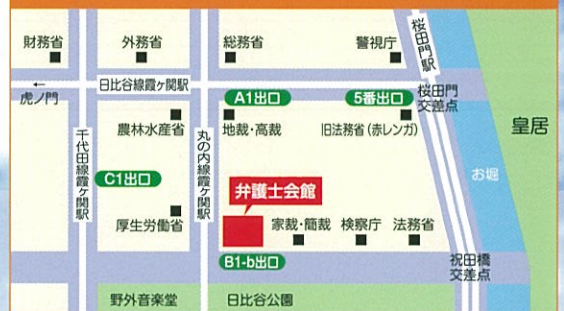 財務省
外務省
総務省
警視庁
桜田門駅
←
虎ノ門
日比谷線霞ヶ関駅
A1出口
5番出口
桜田門
交差点
農林水産省
地裁・高裁
旧法務省(赤レンガ)
皇居
千代田線霞ヶ関駅
丸の内線霞ヶ関駅
C1出口
お堀
弁護士会館
厚生労働省
家裁・簡裁
検察庁
法務省
B1-b出口
祝田橋
交差点
野外音楽堂
日比谷公園